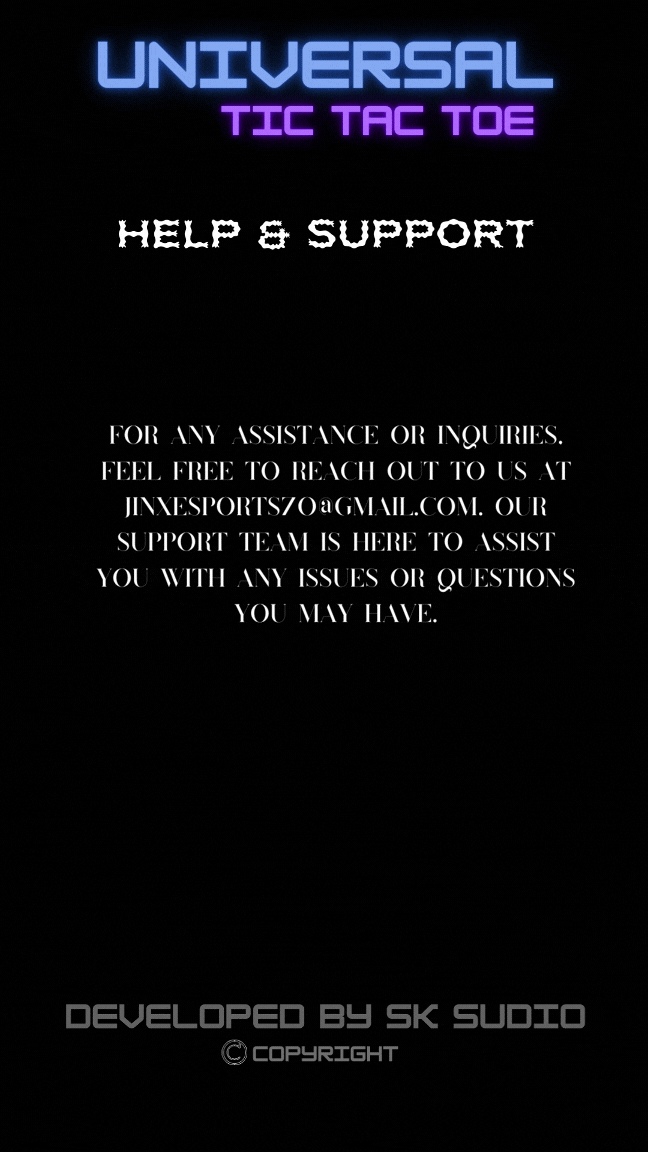 UNIVERSAL
TIC TAC TOE
HELP & SUPPORT
FOR ANY ASSISTANCE OR INQUIRIES.
FEEL FREE TO REACH OUT TO US AT
JINXESPORTS70@GMAIL.COM. OUR
SUPPORT TEAM IS HERE TO ASSIST
YOU WITH ANY ISSUES OR QUESTIONS
YOU MAY HAVE.
DEVELOPED BY SK SUDIO
© COPYRIGHT